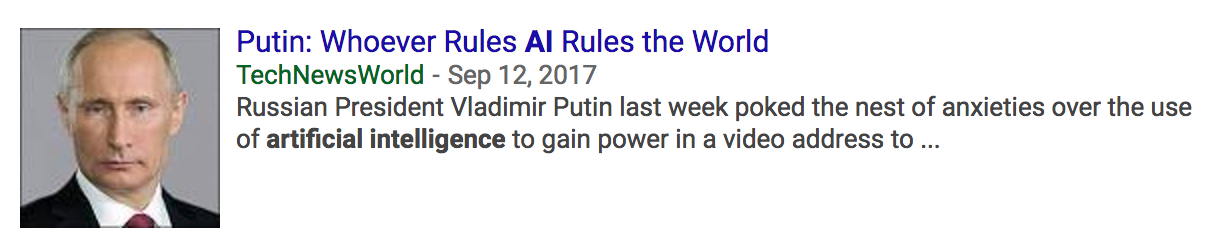 Putin: Whoever Rules AI Rules the World
TechNewsWorld - Sep 12, 2017
Russian President Vladimir Putin last week poked the nest of anxieties over the use
of artificial intelligence to gain power in a video address to ...